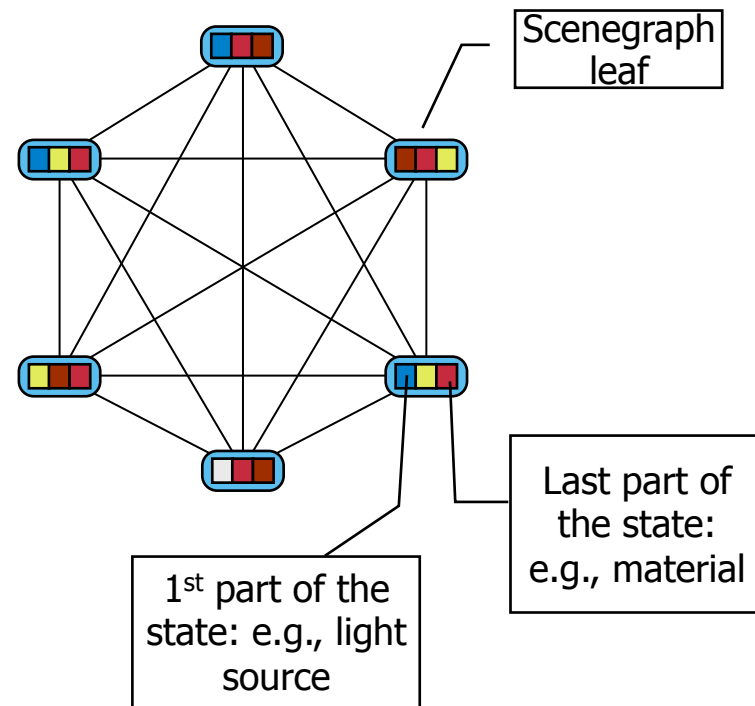 Scenegraph
leaf
Last part of
the state:
e.g., material
1st part of the
state: e.g., light
source